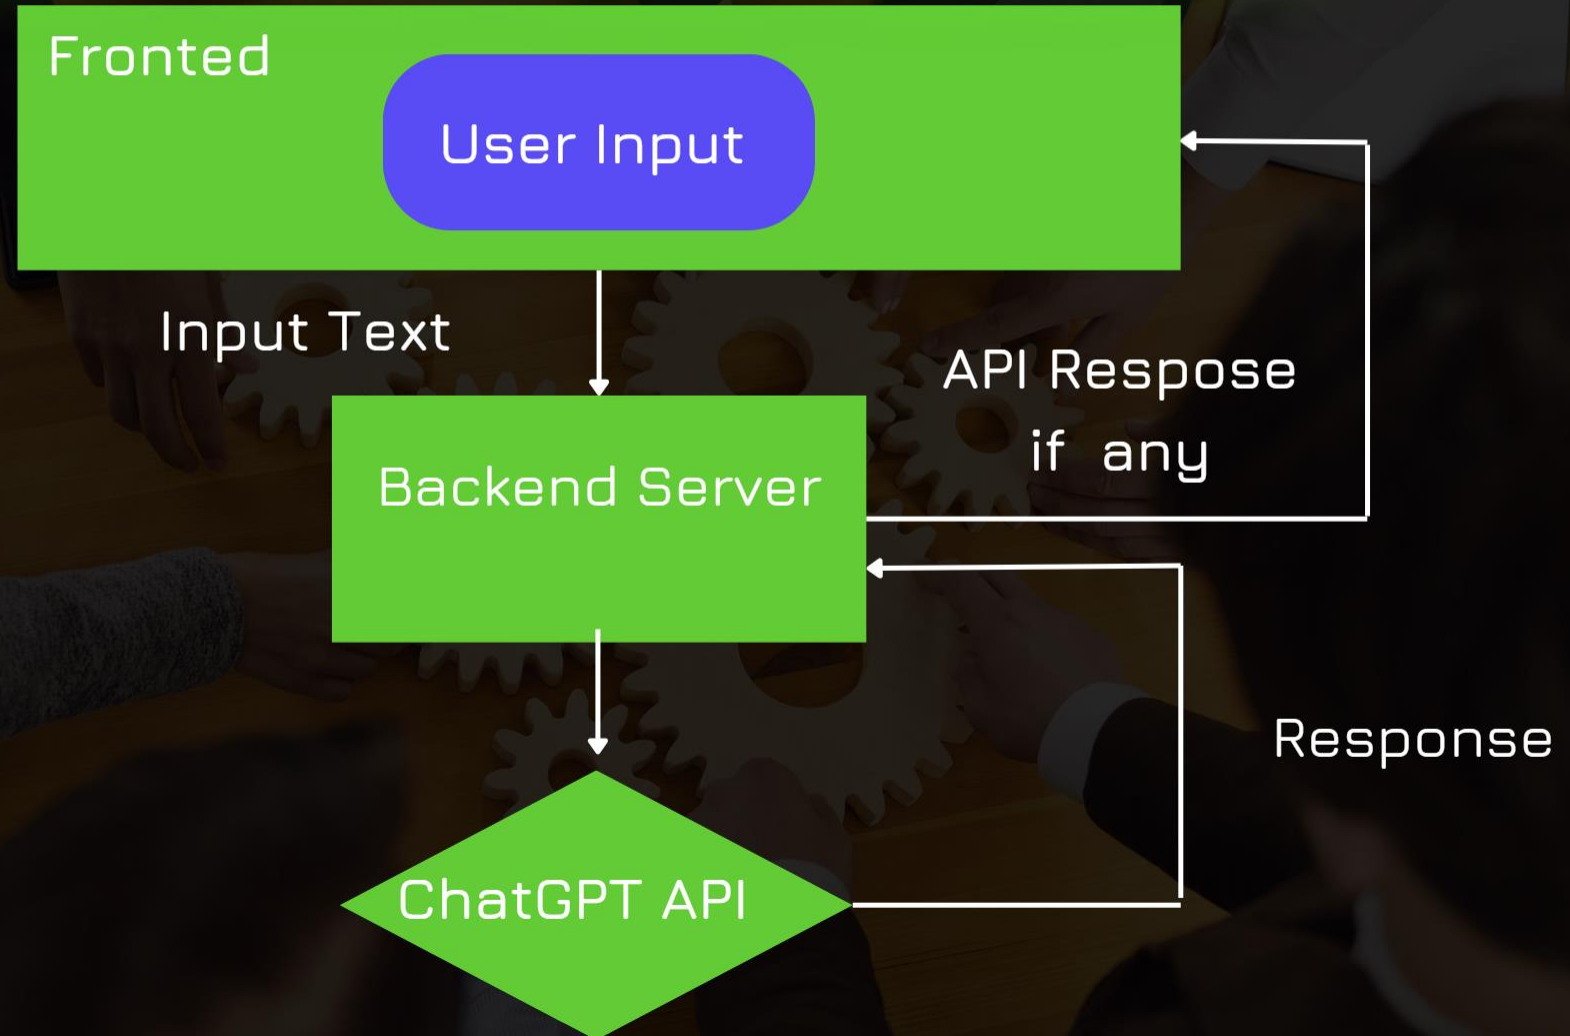 Fronted
User Input
Input Text
API Respose
if any
Backend Server
Response
ChatGPT API